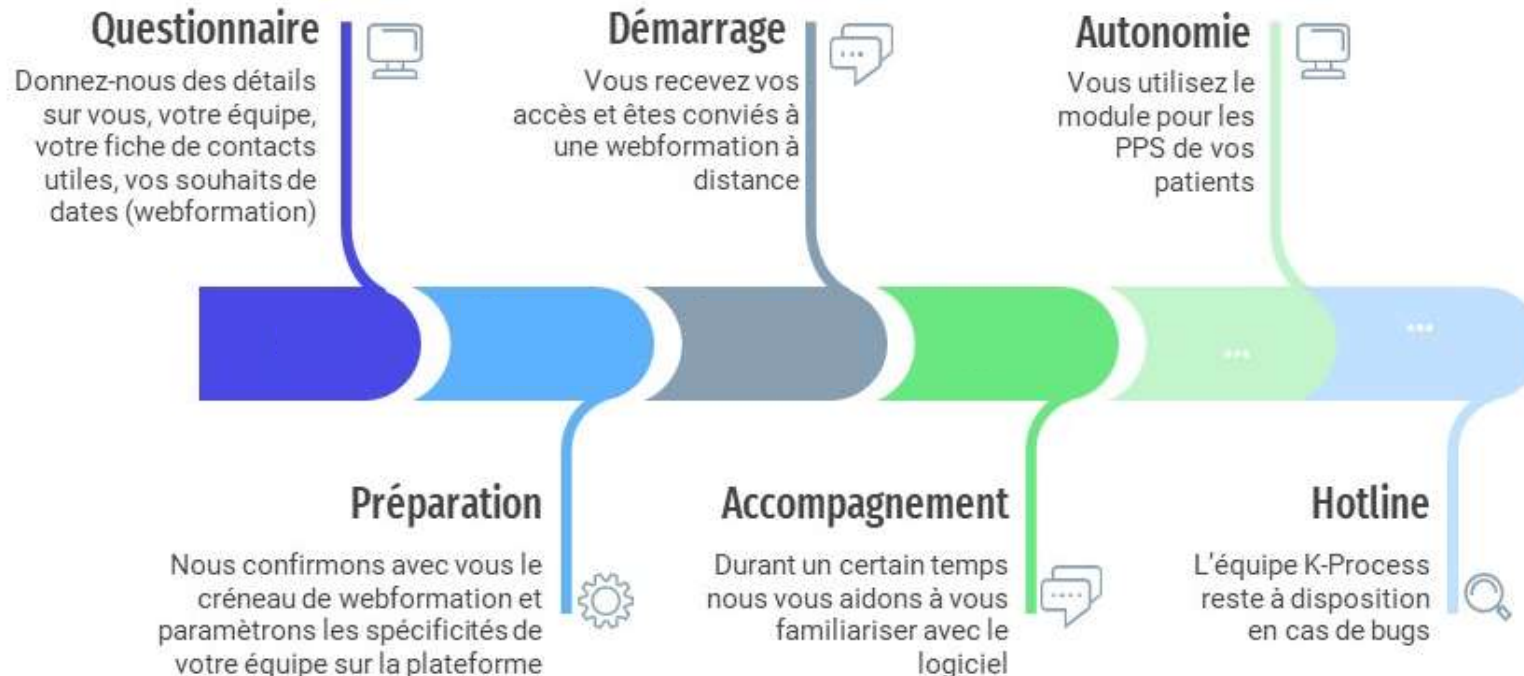 Questionnaire
Donnez-nous des détails
sur vous, votre équipe,
votre fiche de contacts
utiles, vos souhaits de
dates (webformation)
Démarrage
Vous recevez vos
accès et êtes conviés à
une webformation à
distance
Autonomie
Vous utilisez le
module pour les
PPS de vos
patients
...
...
Préparation
Nous confirmons avec vous le
créneau de webformation et
paramètrons les spécificités de
votre équipe sur la plateforme
Accompagnement
Durant un certain temps
nous vous aidons à vous
familiariser avec le
logiciel
Hotline
L'équipe K-Process
reste à disposition
en cas de bugs